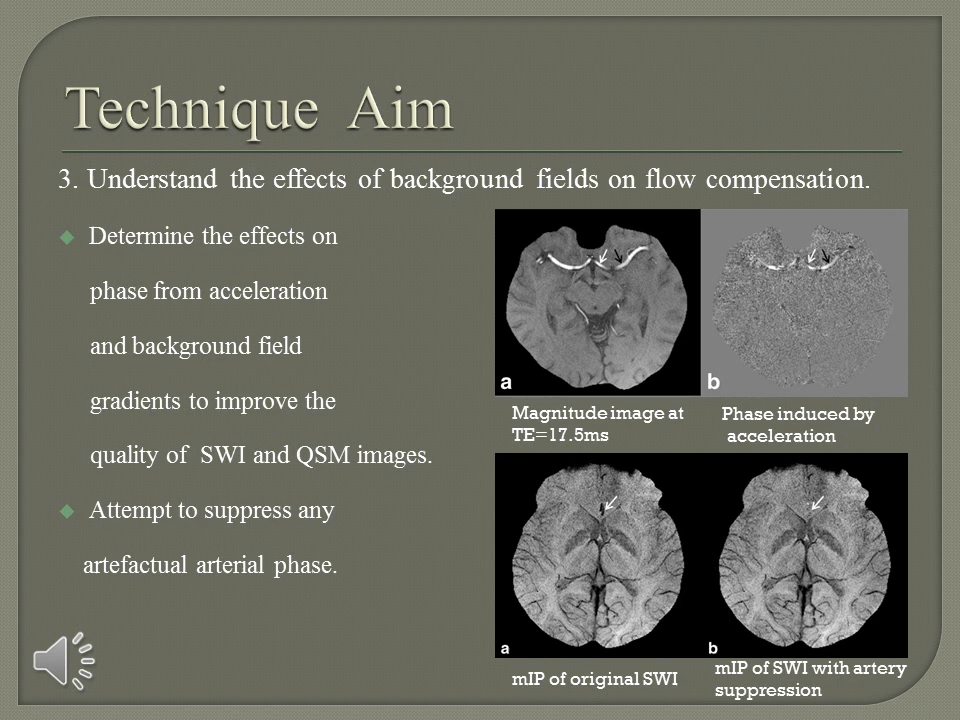 Technique Aim
3. Understand the effects of background fields on flow compensation.
Determine the effects on
phase from acceleration
and background field
gradients to improve the
quality of SWI and QSM images.
Attempt to suppress any
artefactual arterial phase.
a
b
Magnitude image at
TE=17.5ms
Phase induced by
acceleration
a
b
mIP of original SWI
mIP of SWI with artery
suppression